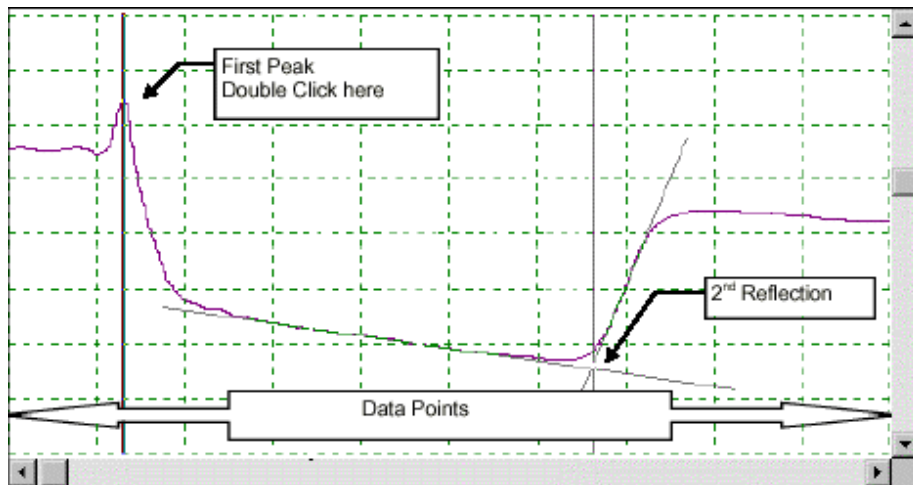 First Peak
Double Click here
2nd Reflection
Data Points